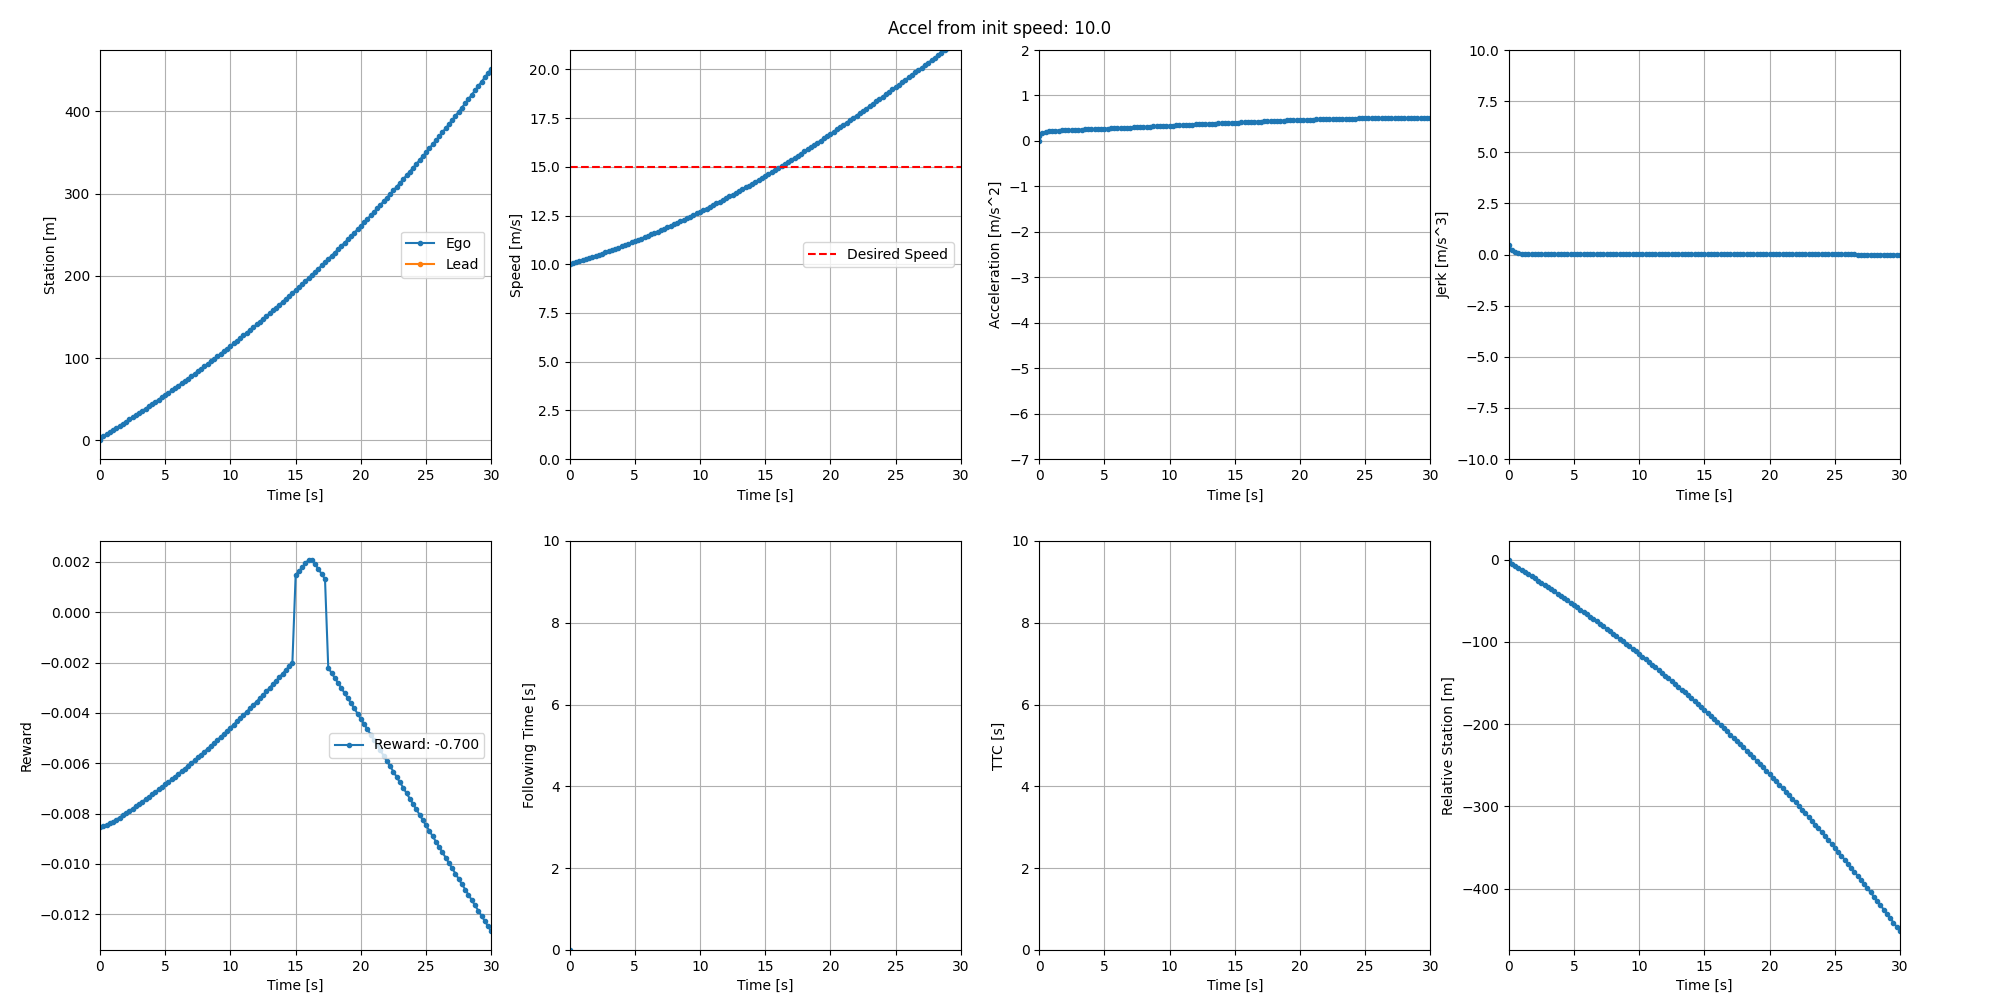 Accel from init speed: 10.0
400
300
200
100
0
Station [m]
Ego
Lead
0 5 10 15 20 25 30
Time [s]
20.0
17.5
15.0
12.5
10.0
7.5
5.0
2.5
0.0
Speed [m/s]
Desired Speed
0 5 10 15 20 25 30
Time [s]
2
1
0
−1
−2
−3
−4
−5
−6
−7
Acceleration [m/s^2]
0 5 10 15 20 25 30
Time [s]
10.0
7.5
5.0
2.5
0.0
−2.5
−5.0
−7.5
−10.0
Jerk [m/s^3]
0 5 10 15 20 25 30
Time [s]
0.002
0.000
−0.002
−0.004
−0.006
−0.008
−0.010
−0.012
Reward
Reward: -0.700
0 5 10 15 20 25 30
Time [s]
10
8
6
4
2
0
Following Time [s]
0 5 10 15 20 25 30
Time [s]
10
8
6
4
2
0
TTC [s]
0 5 10 15 20 25 30
Time [s]
0
−100
−200
−300
−400
Relative Station [m]
0 5 10 15 20 25 30
Time [s]